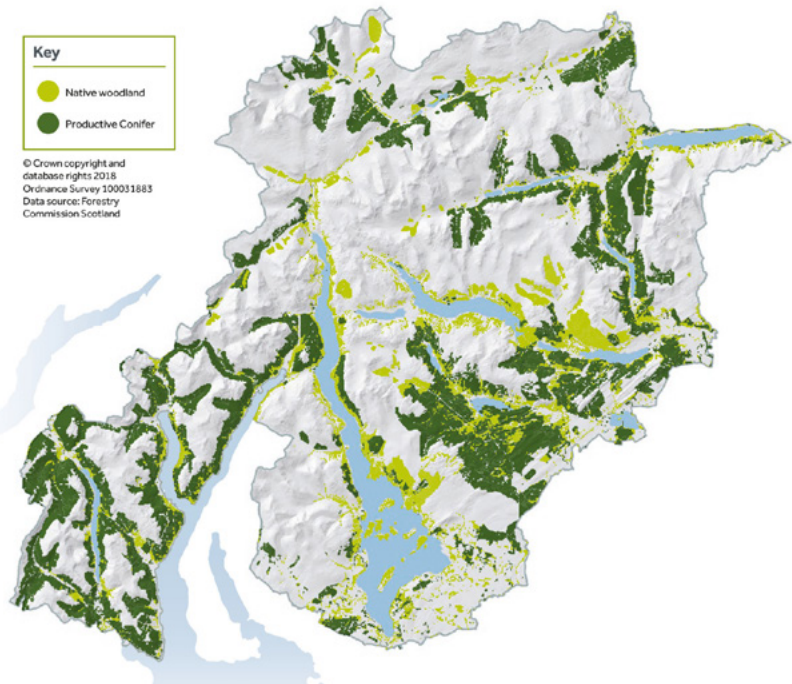 Key
Native woodland
Productive Conifer
© Crown copyright and
database rights 2018
Ordnance Survey 100031883
Data source: Forestry
Commission Scotland